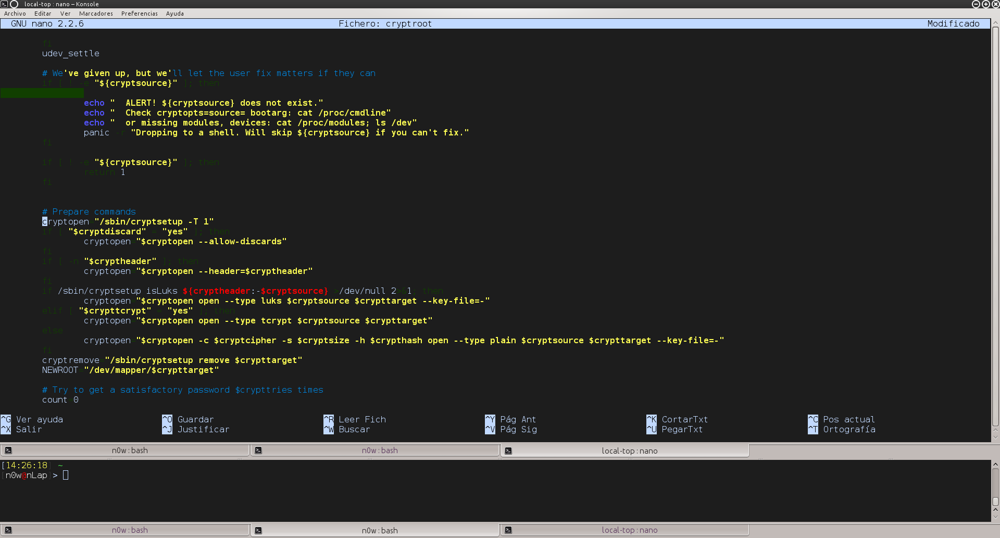 local-top : nano – Konsole
Archivo Editar Ver Marcadores Preferencias Ayuda
GNU nano 2.2.6 Fichero: cryptroot Modificado
fi
udev_settle
# We've given up, but we'll let the user fix matters if they can
if [ ! -e "${cryptsource}" ]; then
echo "  ALERT! ${cryptsource} does not exist."
echo "  Check cryptopts=source= bootarg: cat /proc/cmdline"
echo "  or missing modules, devices: cat /proc/modules; ls /dev"
panic -r "Dropping to a shell. Will skip ${cryptsource} if you can't fix."
fi
if [ ! -e "${cryptsource}" ]; then
return 1
fi
# Prepare commands
cryptopen="/sbin/cryptsetup -T 1"
if [ "$cryptdiscard" = "yes" ]; then
cryptopen="$cryptopen --allow-discards"
fi
if [ -n "$cryptheader" ]; then
cryptopen="$cryptopen --header=$cryptheader"
fi
if /sbin/cryptsetup isLuks ${cryptheader:-$cryptsource} >/dev/null 2>&1; then
cryptopen="$cryptopen open --type luks $cryptsource $crypttarget --key-file=-"
elif [ "$crypttcrypt" = "yes" ]; then
cryptopen="$cryptopen open --type tcrypt $cryptsource $crypttarget"
else
cryptopen="$cryptopen -c $cryptcipher -s $cryptsize -h $crypthash open --type plain $cryptsource $crypttarget --key-file=-"
fi
cryptremove="/sbin/cryptsetup remove $crypttarget"
NEWROOT="/dev/mapper/$crypttarget"
# Try to get a satisfactory password $crypttries times
count=0
^G Ver ayuda ^O Guardar ^R Leer Fich ^Y Pág Ant ^K CortarTxt ^C Pos actual
^X Salir ^J Justificar ^W Buscar ^V Pág Sig ^U PegarTxt ^T Ortografía
n0w : bash n0w : bash local-top : nano
[14:26:18] ~
[n0w@nLap]>
n0w : bash n0w : bash local-top : nano